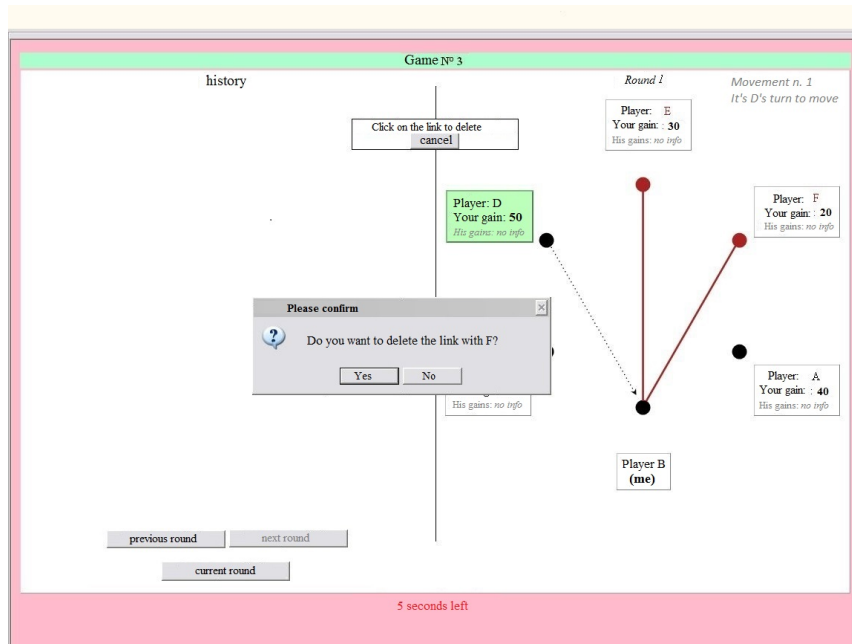 Game Nº 3
history
Round 1
Movement n. 1
It's D's turn to move
Click on the link to delete
cancel
Player: E
Your gain: : 30
His gains: no info
Player: D
Your gain: 50
His gains: no info
Player: F
Your gain: : 20
His gains: no info
Please confirm
Do you want to delete the link with F?
Yes
No
His gains: no info
Player: A
Your gain: : 40
His gains: no info
Player B
(me)
previous round
next round
current round
5 seconds left